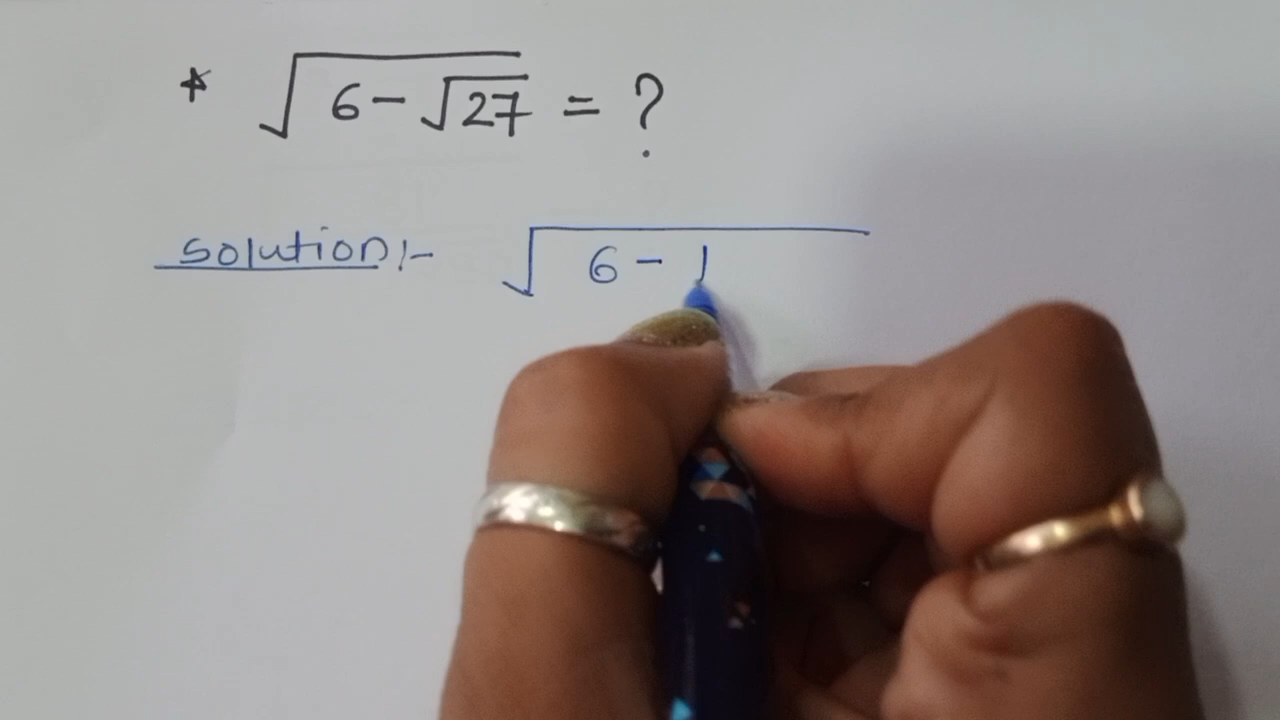 * √(6-√27) = ?
solution:- √(6-1